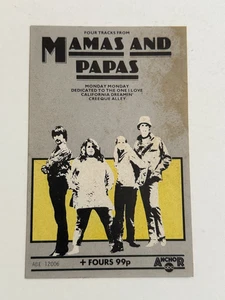 FOUR TRACKS FROM
MAMAS AND
PAPAS
MONDAY MONDAY
DEDICATED TO THE ONE I LOVE
CALIFORNIA DREAMIN'
CREEQUE ALLEY
ANCHOR
+ FOURS 99p